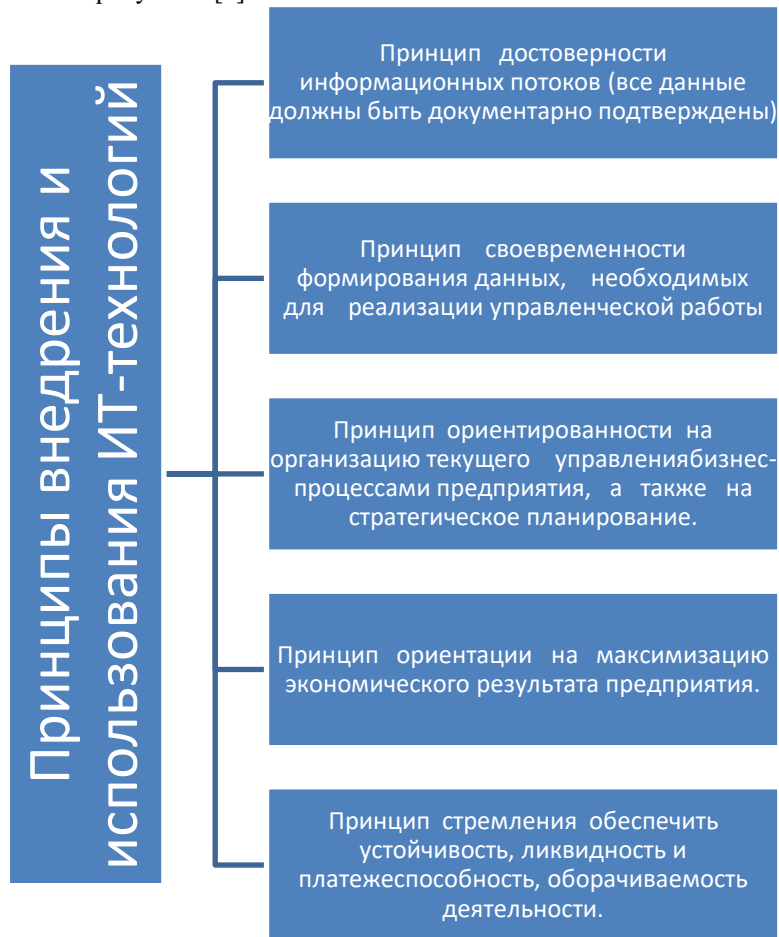 Принципы внедрения и
использования ИТ-технологий
Принцип достоверности
информационных потоков (все данные
должны быть документарно подтверждены)
Принцип своевременности
формирования данных, необходимых
для реализации управленческой работы
Принцип ориентированности на
организацию текущего управлениябизнес-
процессами предприятия, а также на
стратегическое планирование.
Принцип ориентации на максимизацию
экономического результата предприятия.
Принцип стремления обеспечить
устойчивость, ликвидность и
платежеспособность, оборачиваемость
деятельности.